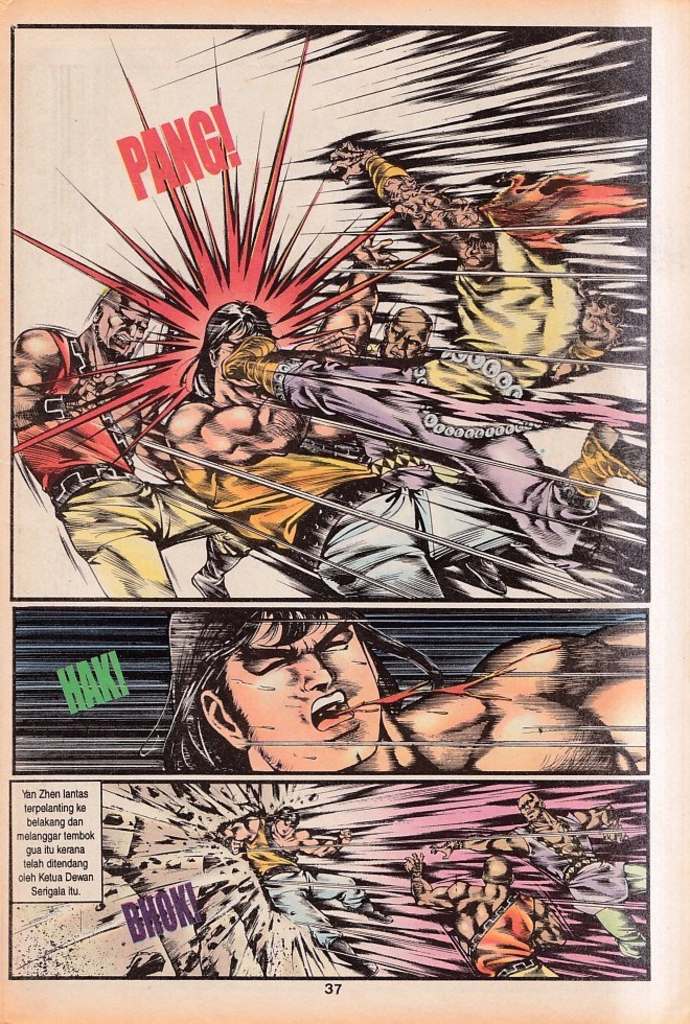 PANG!
HAK!
Yan Zhen lantas
terpelanting ke
belakang dan
melanggar tembok
gua itu kerana
telah ditendang
oleh Ketua Dewan
Serigala itu.
BHOK!
37